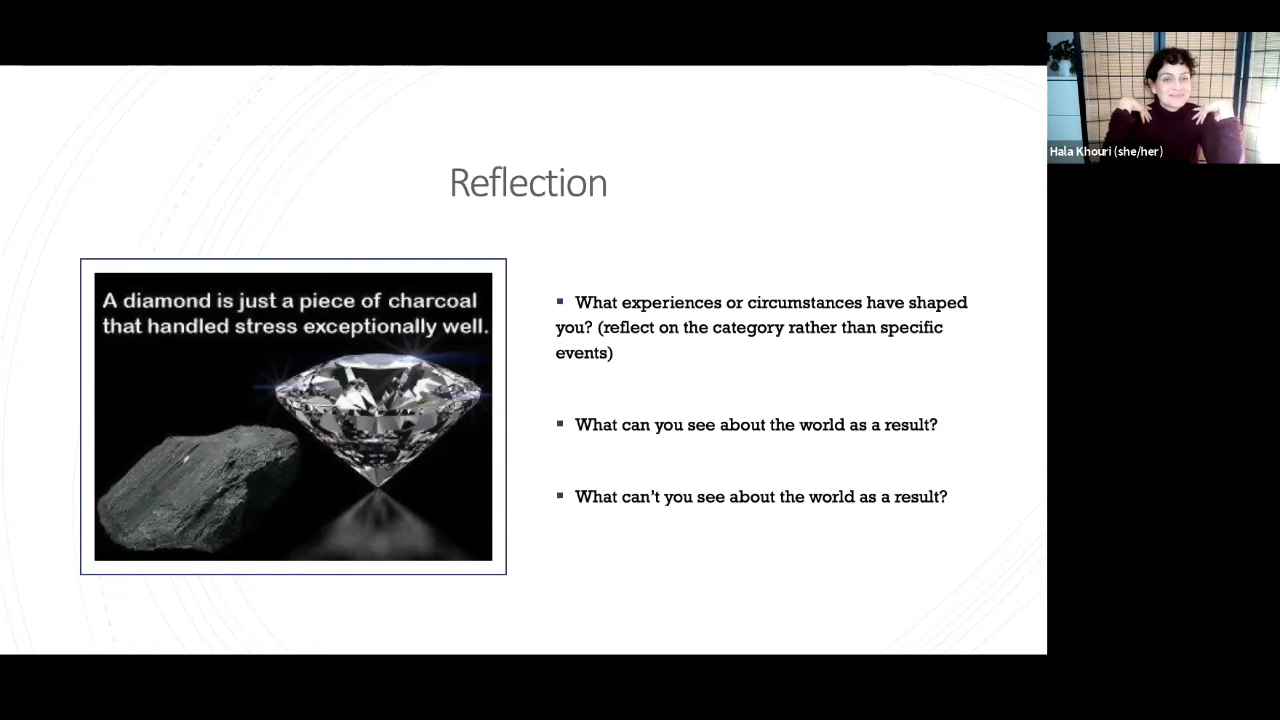 Reflection
A diamond is just a piece of charcoal
that handled stress exceptionally well.
▪ What experiences or circumstances have shaped
you? (reflect on the category rather than specific
events)
▪ What can you see about the world as a result?
▪ What can’t you see about the world as a result?
Hala Khouri (she/her)